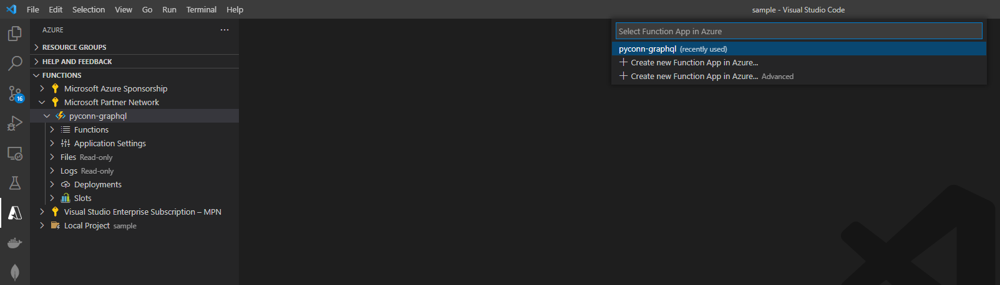 File Edit Selection View Go Run Terminal Help
sample - Visual Studio Code
AZURE
RESOURCE GROUPS
HELP AND FEEDBACK
FUNCTIONS
Microsoft Azure Sponsorship
Microsoft Partner Network
pyconn-graphql
Functions
Application Settings
Files Read-only
Logs Read-only
Deployments
Slots
Visual Studio Enterprise Subscription – MPN
Local Project sample
16
Select Function App in Azure
pyconn-graphql (recently used)
Create new Function App in Azure...
Create new Function App in Azure... Advanced